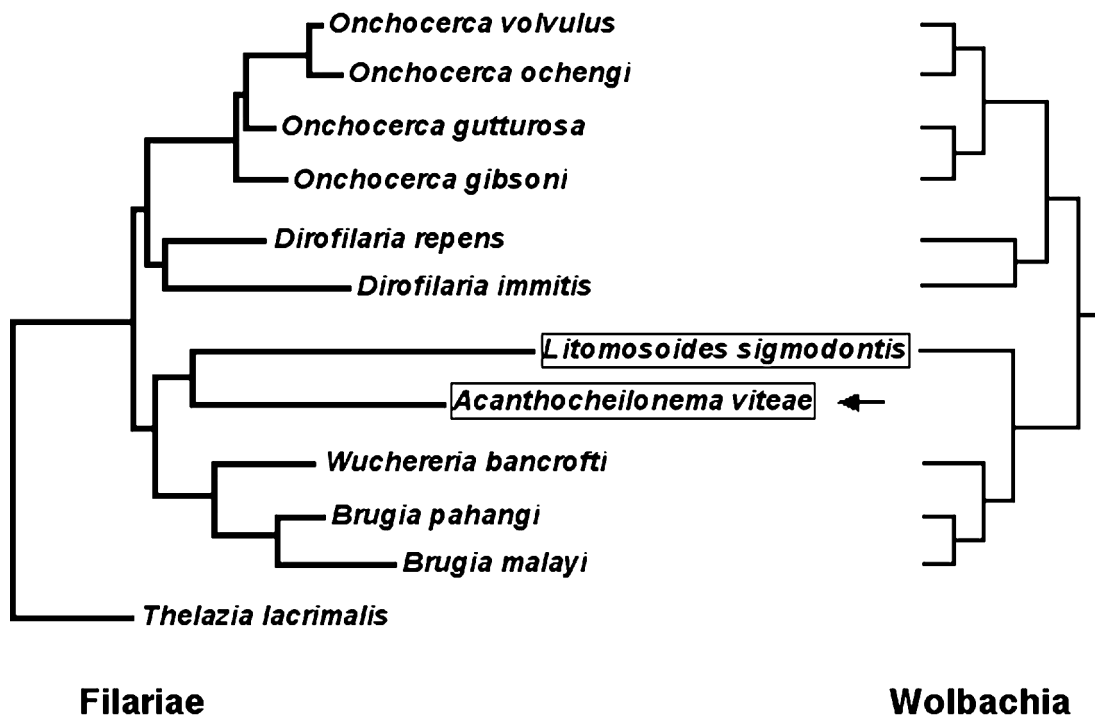 Onchocerca volvulus
Onchocerca ochengi
Onchocerca gutturosa
Onchocerca gibsoni
Dirofilaria repens
Dirofilaria immitis
Litomosoides sigmodontis
Acanthocheilonema viteae
Wuchereria bancrofti
Brugia pahangi
Brugia malayi
Thelazia lacrimalis
Filariae Wolbachia